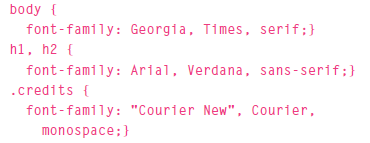 body {
font-family: Georgia, Times, serif;}
h1, h2 {
font-family: Arial, Verdana, sans-serif;}
.credits {
font-family: "Courier New", Courier,
monospace;}